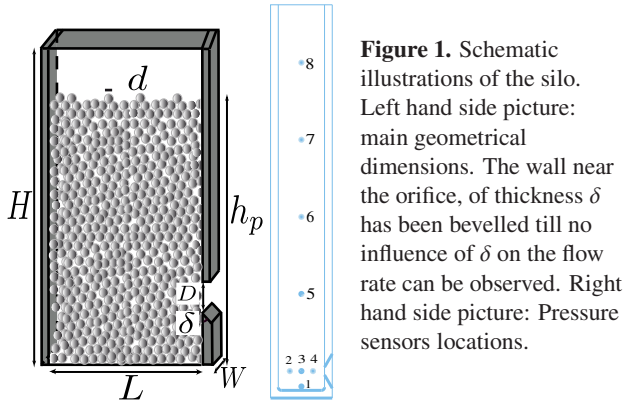 d
H
h_p
D
δ
L
W
8
7
6
5
2 3 4
1
Figure 1. Schematic
illustrations of the silo.
Left hand side picture:
main geometrical
dimensions. The wall near
the orifice, of thickness δ
has been bevelled till no
influence of δ on the flow
rate can be observed. Right
hand side picture: Pressure
sensors locations.